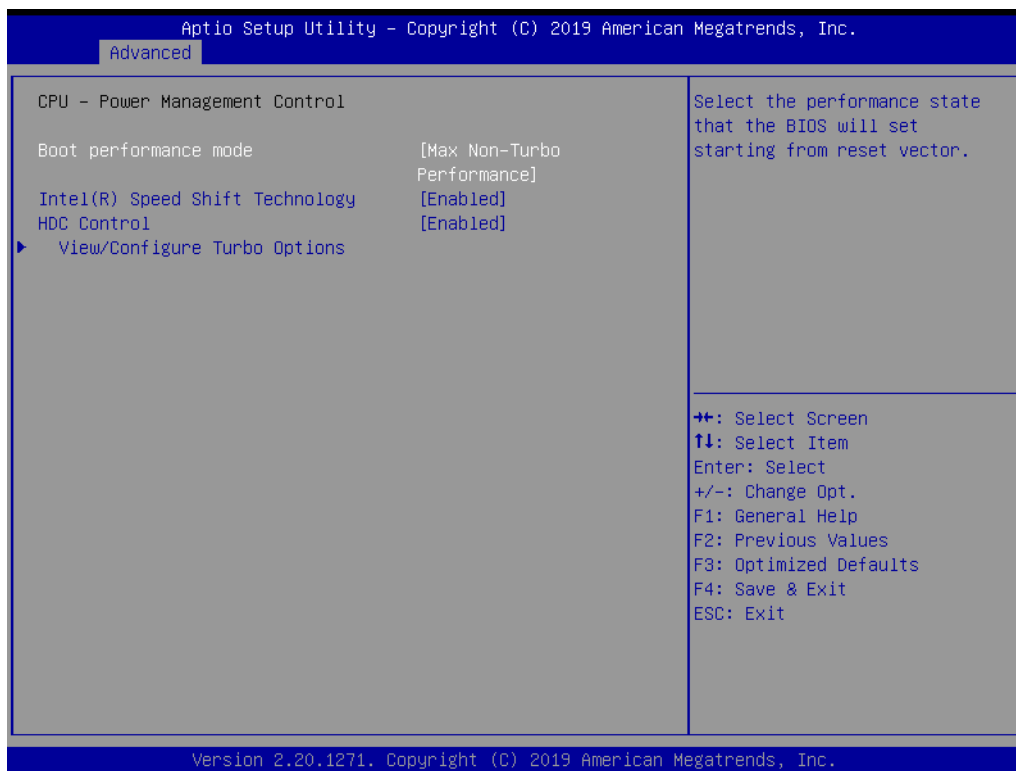 Aptio Setup Utility – Copyright (C) 2019 American Megatrends, Inc.
Advanced
CPU – Power Management Control
Boot performance mode [Max Non-Turbo
Performance]
Intel(R) Speed Shift Technology [Enabled]
HDC Control [Enabled]
▶ View/Configure Turbo Options
Select the performance state
that the BIOS will set
starting from reset vector.
→←: Select Screen
↑↓: Select Item
Enter: Select
+/-: Change Opt.
F1: General Help
F2: Previous Values
F3: Optimized Defaults
F4: Save & Exit
ESC: Exit
Version 2.20.1271. Copyright (C) 2019 American Megatrends, Inc.